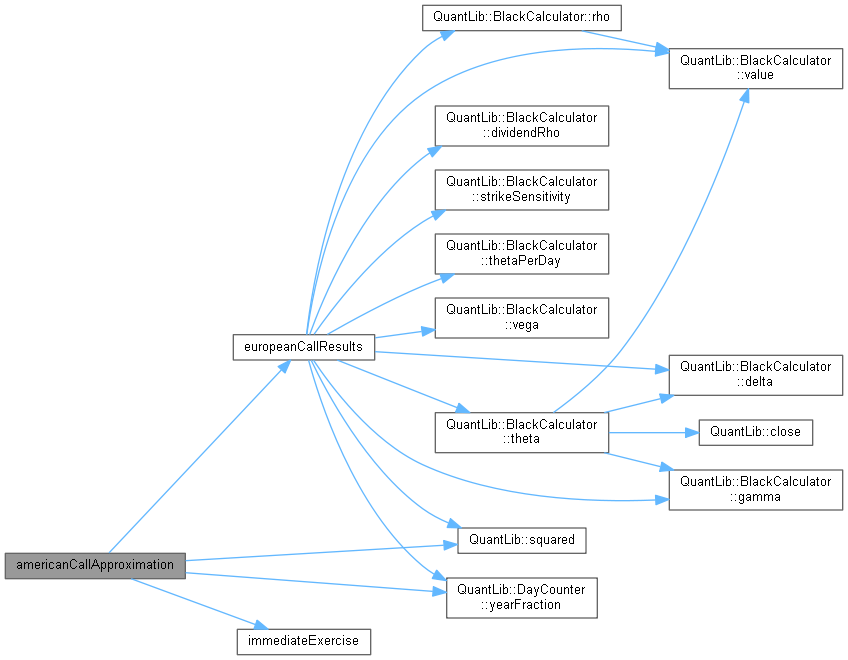 QuantLib::BlackCalculator::rho
QuantLib::BlackCalculator
::value
QuantLib::BlackCalculator
::dividendRho
QuantLib::BlackCalculator
::strikeSensitivity
QuantLib::BlackCalculator
::thetaPerDay
QuantLib::BlackCalculator
::vega
europeanCallResults
QuantLib::BlackCalculator
::delta
QuantLib::BlackCalculator
::theta
QuantLib::close
QuantLib::BlackCalculator
::gamma
QuantLib::squared
americanCallApproximation
QuantLib::DayCounter
::yearFraction
immediateExercise